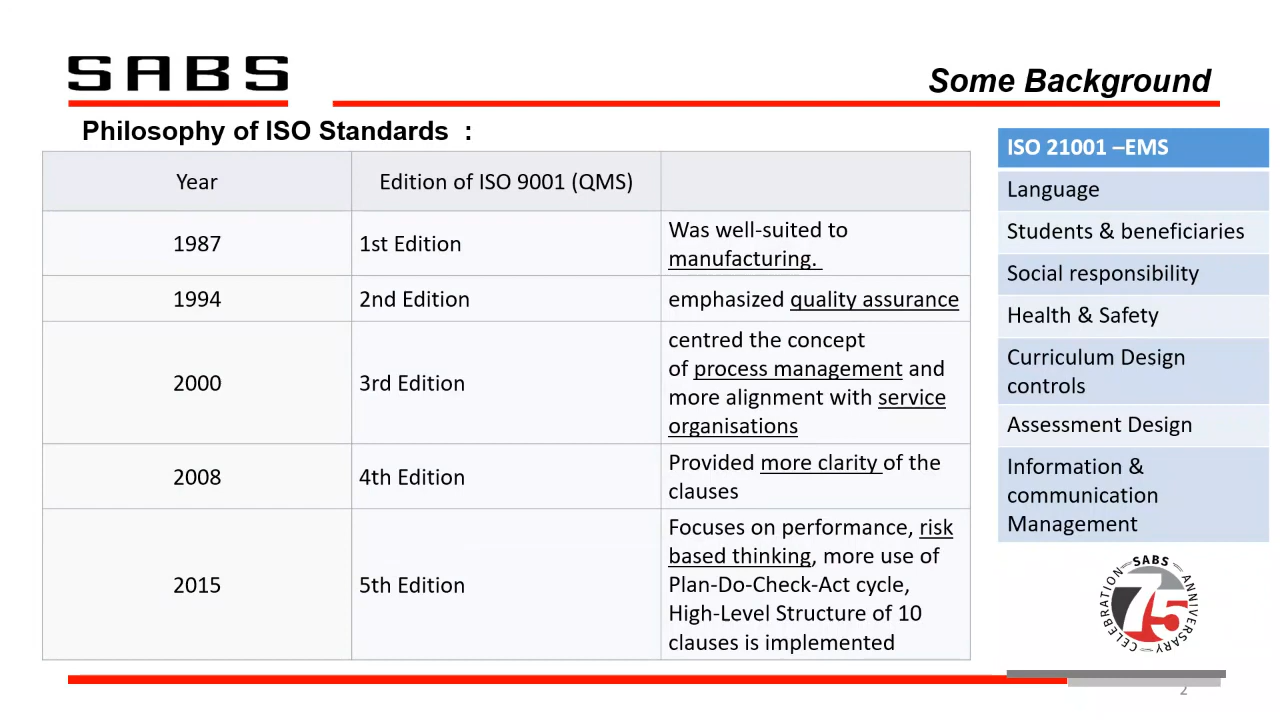 SABS
Some Background
Philosophy of ISO Standards :
Year
Edition of ISO 9001 (QMS)
1987
1st Edition
Was well-suited to
manufacturing.
1994
2nd Edition
emphasized quality assurance
2000
3rd Edition
centred the concept
of process management and
more alignment with service
organisations
2008
4th Edition
Provided more clarity of the
clauses
2015
5th Edition
Focuses on performance, risk
based thinking, more use of
Plan-Do-Check-Act cycle,
High-Level Structure of 10
clauses is implemented
ISO 21001 –EMS
Language
Students & beneficiaries
Social responsibility
Health & Safety
Curriculum Design
controls
Assessment Design
Information &
communication
Management
SABS
75
ANNIVERSARY
CELEBRATION
2